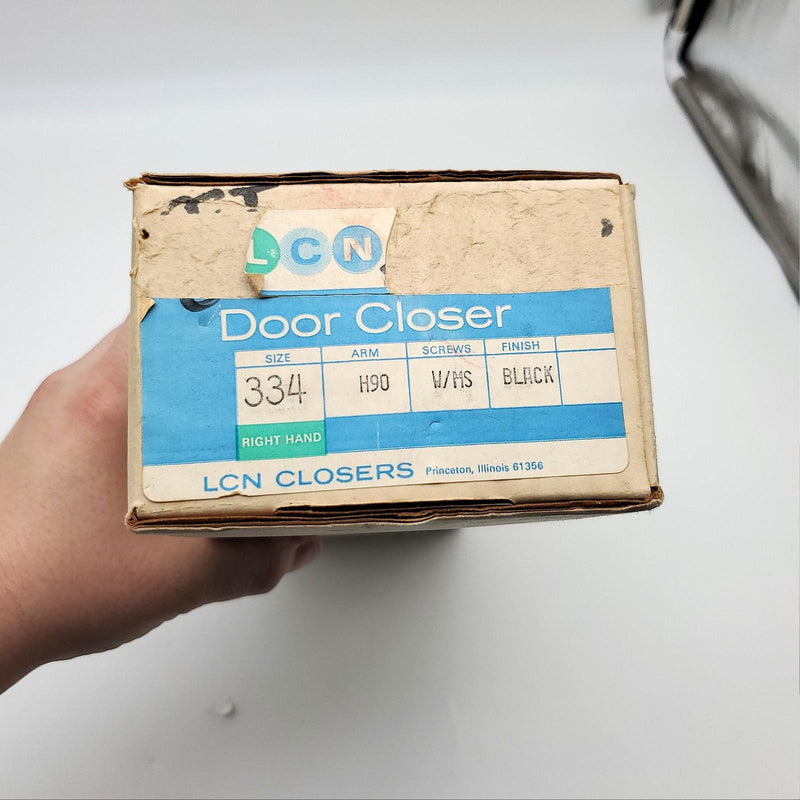 LCN
Door Closer
SIZE ARM SCREWS FINISH
334 H90 W/MS BLACK
RIGHT HAND
LCN CLOSERS Princeton, Illinois 61356